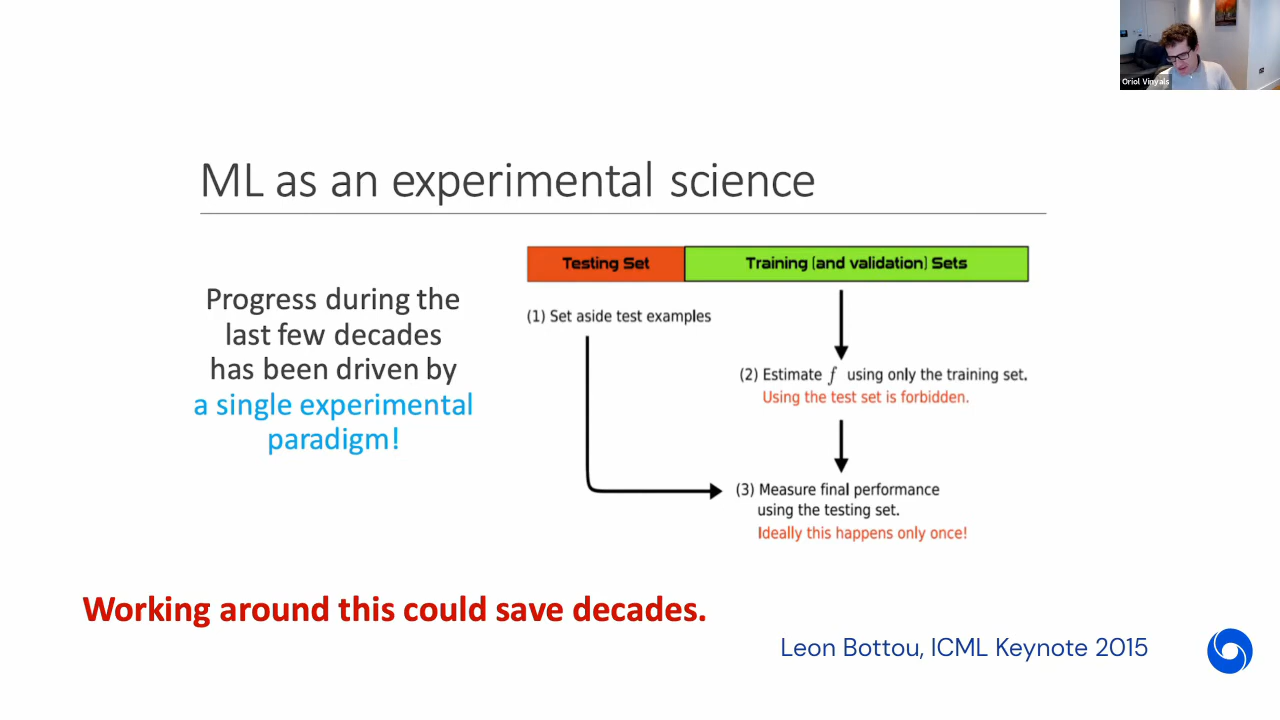 Oriol Vinyals
ML as an experimental science
Testing Set
Training (and validation) Sets
Progress during the
last few decades
has been driven by
a single experimental
paradigm!
(1) Set aside test examples
(2) Estimate f using only the training set.
Using the test set is forbidden.
(3) Measure final performance
using the testing set.
Ideally this happens only once!
Working around this could save decades.
Leon Bottou, ICML Keynote 2015